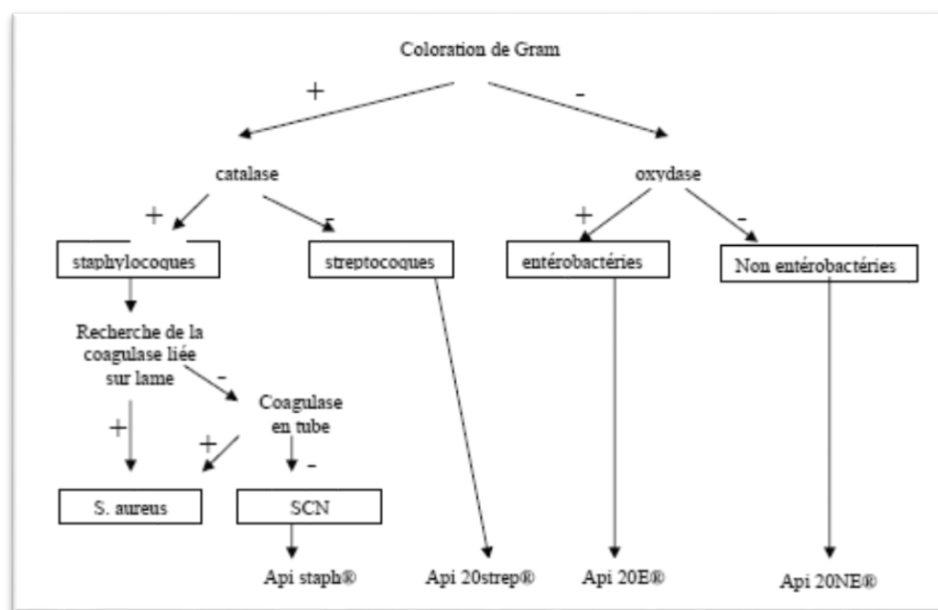 Coloration de Gram
+
-
catalase
oxydase
+
-
+
-
staphylocoques
streptocoques
entérobactéries
Non entérobactéries
Recherche de la
coagulase liée
sur lame
-
Coagulase
en tube
+
+
-
S. aureus
SCN
Api staph®
Api 20strep®
Api 20E®
Api 20NE®